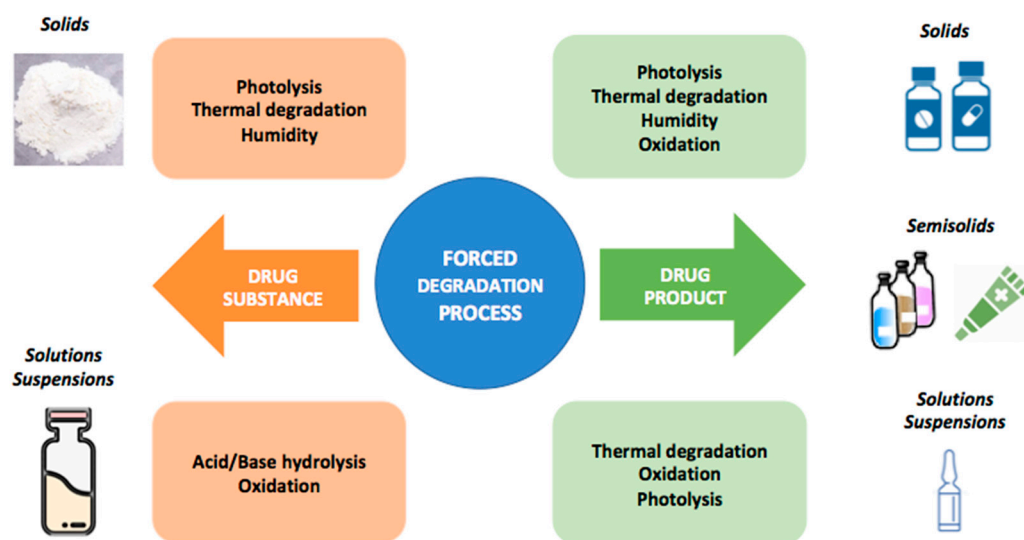 Solids
Photolysis
Thermal degradation
Humidity
Photolysis
Thermal degradation
Humidity
Oxidation
Solids
DRUG
SUBSTANCE
FORCED
DEGRADATION
PROCESS
DRUG
PRODUCT
Semisolids
Solutions
Suspensions
Acid/Base hydrolysis
Oxidation
Thermal degradation
Oxidation
Photolysis
Solutions
Suspensions